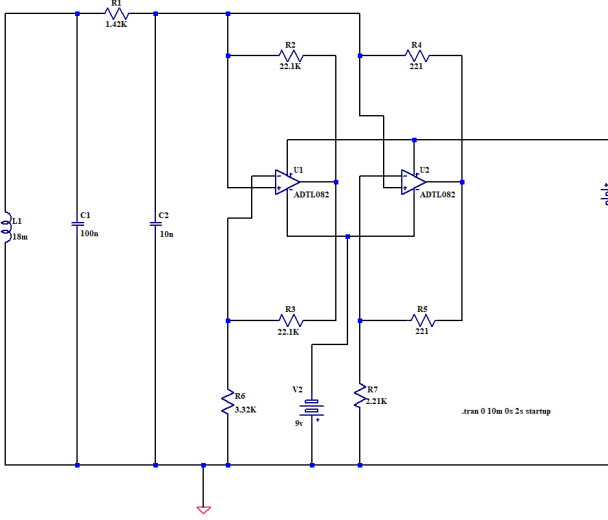 R1
1.42K
R2
22.1K
R4
221
U1
ADTL082
U2
ADTL082
L1
18m
C1
100n
C2
10n
R3
22.1K
R5
221
R6
3.32K
V2
9v
R7
2.21K
.tran 0 10m 0s 2s startup